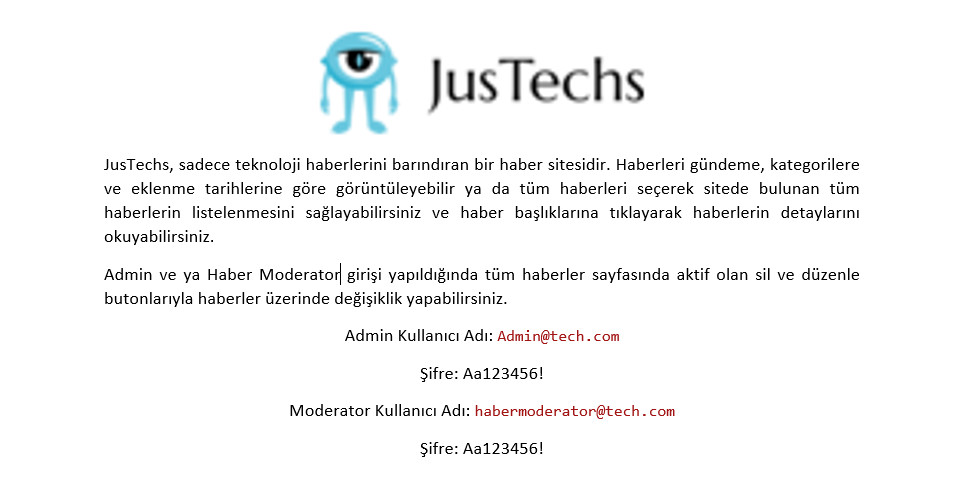 JusTechs
JusTechs, sadece teknoloji haberlerini barındıran bir haber sitesidir. Haberleri gündeme, kategorilere
ve eklenme tarihlerine göre görüntüleyebilir ya da tüm haberleri seçerek sitede bulunan tüm
haberlerin listelenmesini sağlayabilirsiniz ve haber başlıklarına tıklayarak haberlerin detaylarını
okuyabilirsiniz.
Admin ve ya Haber Moderator girişi yapıldığında tüm haberler sayfasında aktif olan sil ve düzenle
butonlarıyla haberler üzerinde değişiklik yapabilirsiniz.
Admin Kullanıcı Adı: Admin@tech.com
Şifre: Aa123456!
Moderator Kullanıcı Adı: habermoderator@tech.com
Şifre: Aa123456!